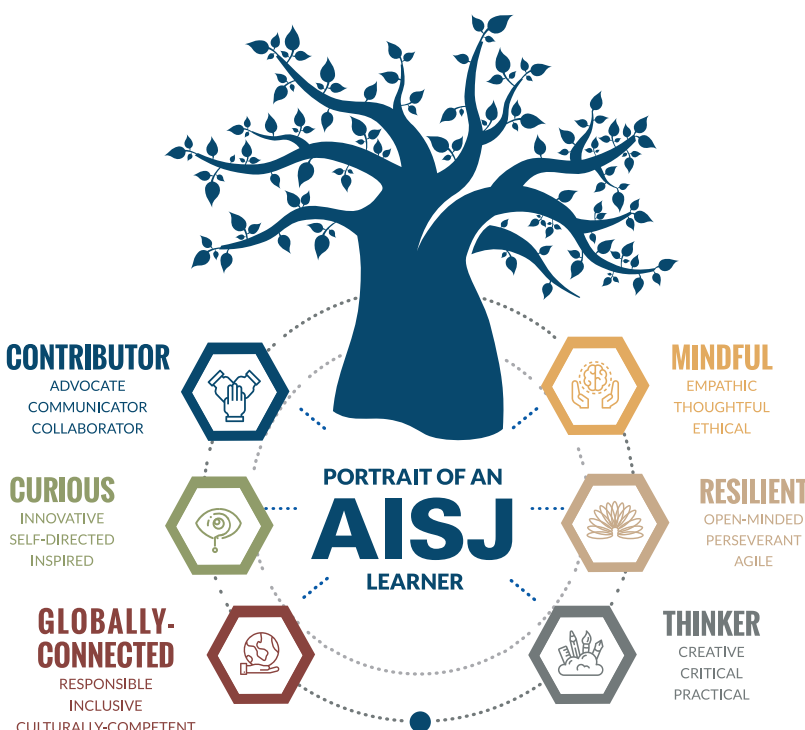 CONTRIBUTOR
ADVOCATE
COMMUNICATOR
COLLABORATOR
MINDFUL
EMPATHIC
THOUGHTFUL
ETHICAL
CURIOUS
INNOVATIVE
SELF-DIRECTED
INSPIRED
PORTRAIT OF AN
AISJ
LEARNER
RESILIENT
OPEN-MINDED
PERSEVERANT
AGILE
GLOBALLY-
CONNECTED
RESPONSIBLE
INCLUSIVE
CULTURALLY-COMPETENT
THINKER
CREATIVE
CRITICAL
PRACTICAL